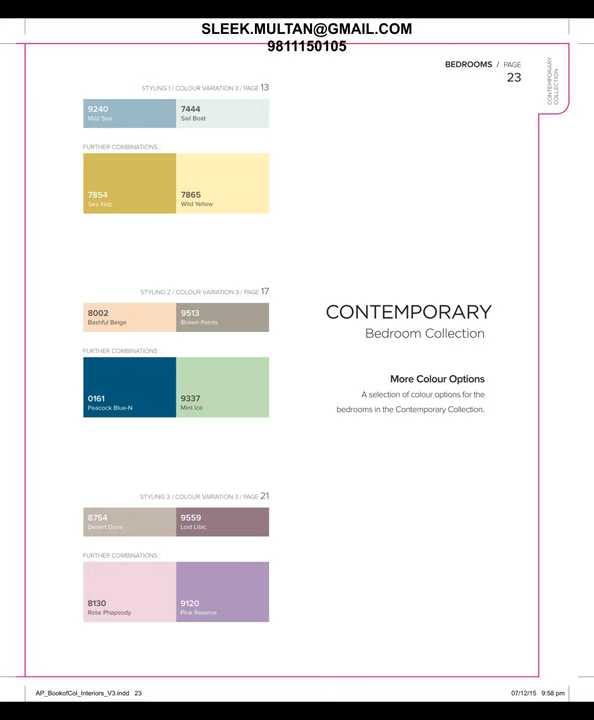 SLEEK.MULTAN@GMAIL.COM
9811150105
BEDROOMS / PAGE
23
CONTEMPORARY
COLLECTION
STYLING 1 / COLOUR VARIATION 3 / PAGE 13
9240
Mild Sea
7444
Sail Boat
FURTHER COMBINATIONS :
7854
Sea Kelp
7865
Wild Yellow
STYLING 2 / COLOUR VARIATION 3 / PAGE 17
8002
Bashful Beige
9513
Brown Points
FURTHER COMBINATIONS :
0161
Peacock Blue-N
9337
Mint Ice
CONTEMPORARY
Bedroom Collection
More Colour Options
A selection of colour options for the
bedrooms in the Contemporary Collection.
STYLING 3 / COLOUR VARIATION 3 / PAGE 21
8754
Desert Dune
9559
Lost Lilac
FURTHER COMBINATIONS :
8130
Rose Rhapsody
9120
Pink Reserve
AP_BookofCol_Interiors_V3.indd 23
07/12/15 9:58 pm